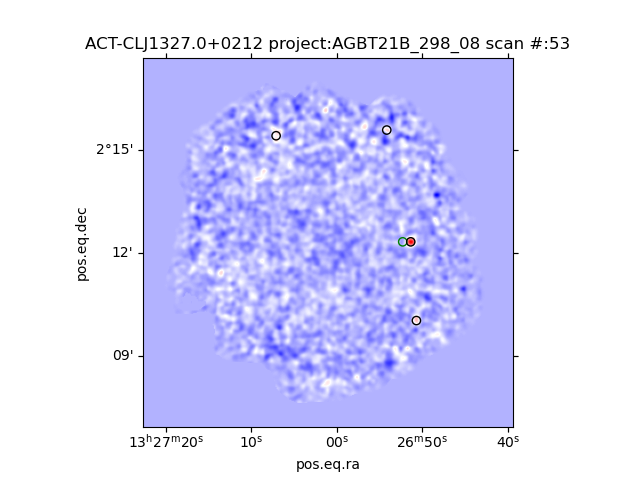 ACT-CLJ1327.0+0212 project:AGBT21B_298_08 scan #:53
pos.eq.dec
2°15'
12'
09'
13ʰ27ᵐ20ˢ 10ˢ 00ˢ 26ᵐ50ˢ 40ˢ
pos.eq.ra